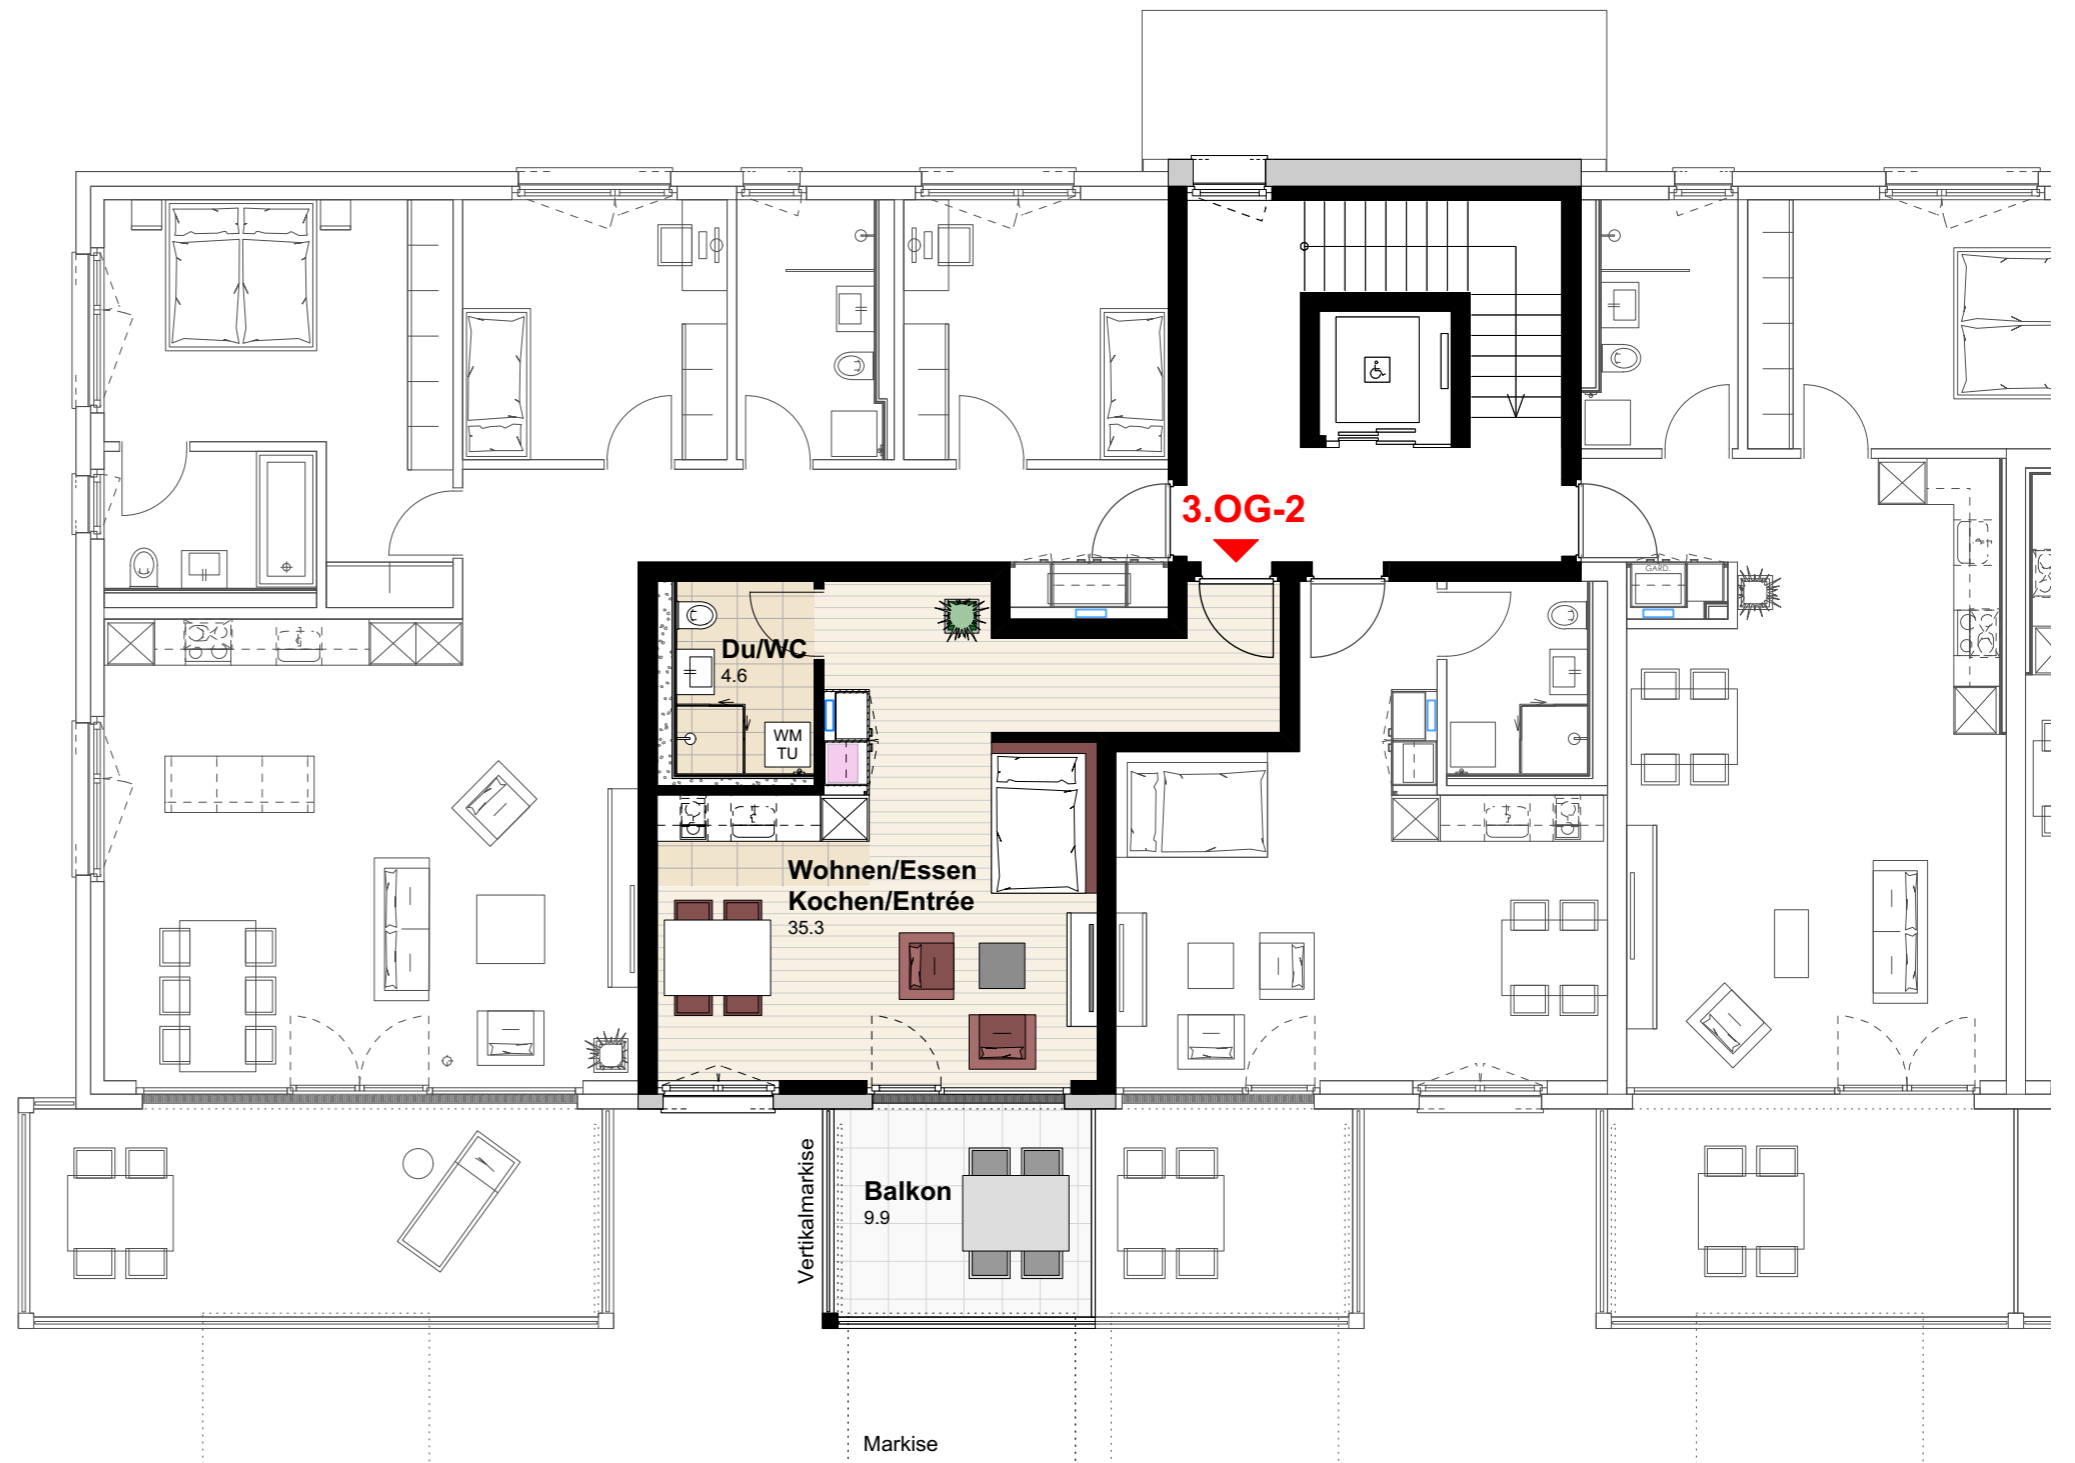 3.OG-2
GARD.
Du/WC
4.6
WM
TU
Wohnen/Essen
Kochen/Entrée
35.3
Vertikalmarkise
Balkon
9.9
Markise